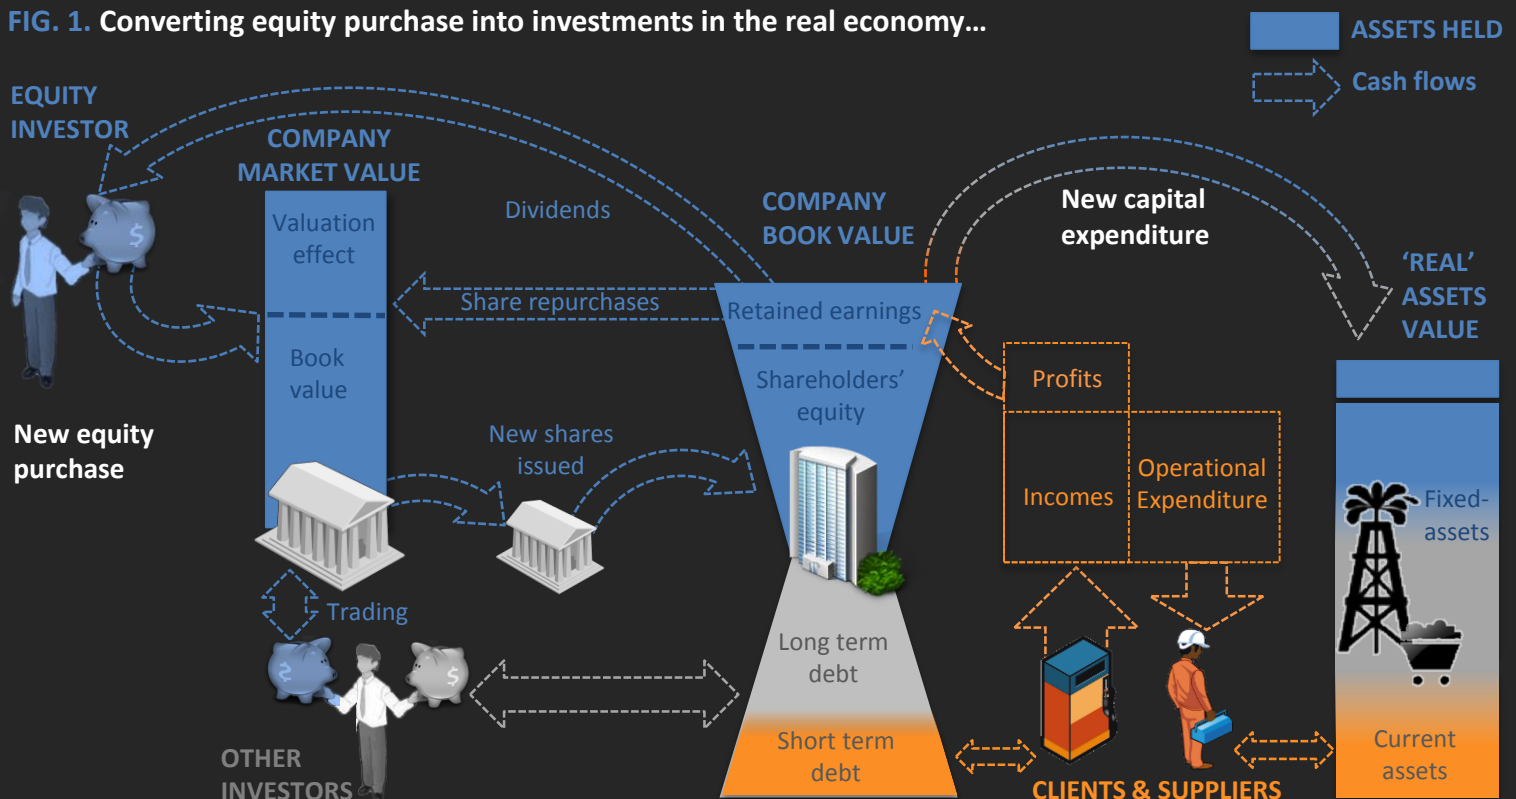 FIG. 1. Converting equity purchase into investments in the real economy…
ASSETS HELD
Cash flows
EQUITY
INVESTOR
COMPANY
MARKET VALUE
Valuation
effect
Book
value
New equity
purchase
Dividends
Share repurchases
New shares
issued
Trading
OTHER
INVESTORS
COMPANY
BOOK VALUE
Retained earnings
Shareholders’
equity
Long term
debt
Short term
debt
New capital
expenditure
Profits
Incomes
Operational
Expenditure
CLIENTS & SUPPLIERS
‘REAL’
ASSETS
VALUE
Fixed-
assets
Current
assets
$
$